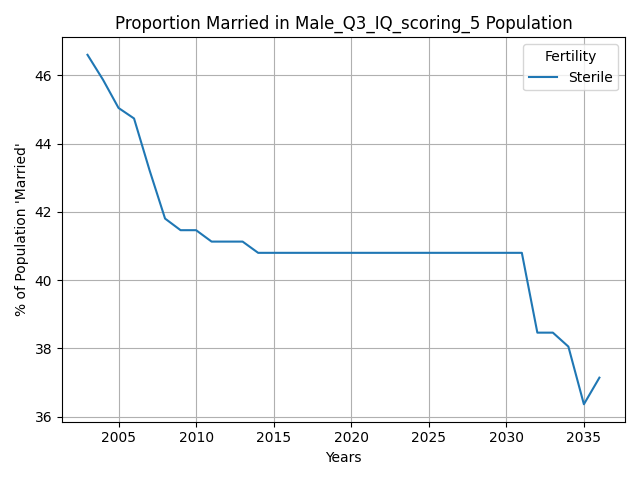 Proportion Married in Male_Q3_IQ_scoring_5 Population
% of Population 'Married'
46
44
42
40
38
36
Fertility
Sterile
2005 2010 2015 2020 2025 2030 2035
Years